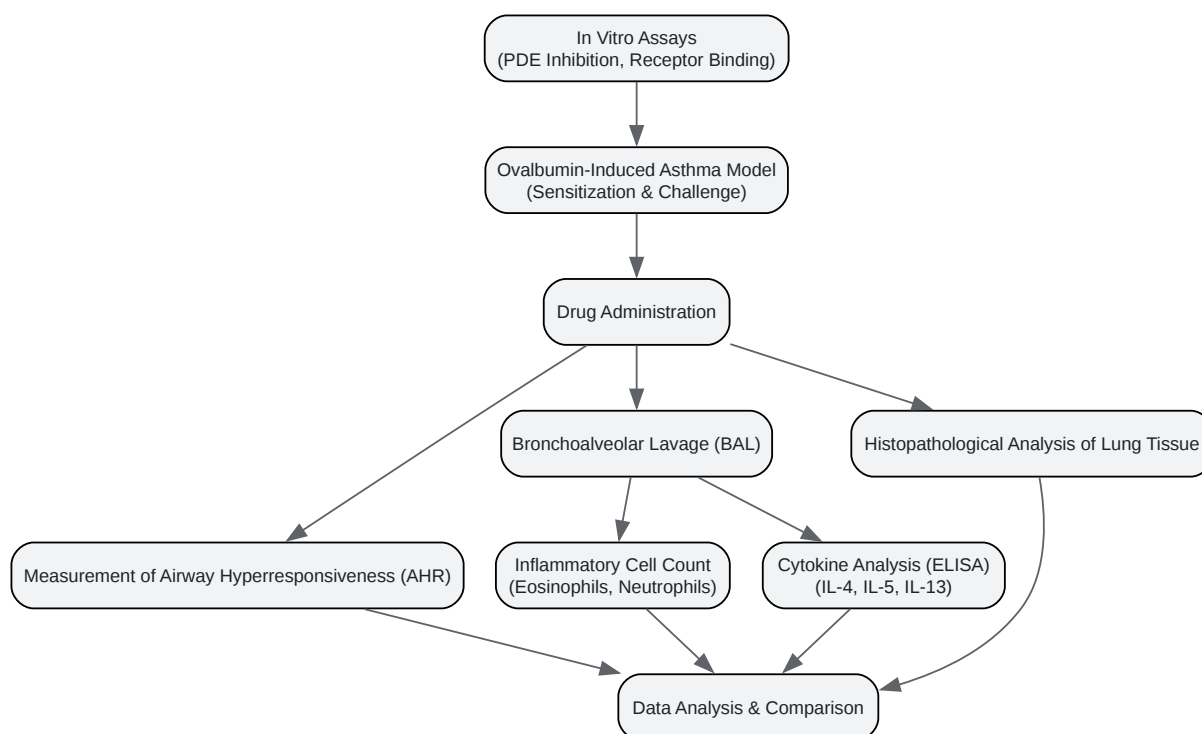 In Vitro Assays
(PDE Inhibition, Receptor Binding)
Ovalbumin-Induced Asthma Model
(Sensitization & Challenge)
Drug Administration
Bronchoalveolar Lavage (BAL)
Histopathological Analysis of Lung Tissue
Measurement of Airway Hyperresponsiveness (AHR)
Inflammatory Cell Count
(Eosinophils, Neutrophils)
Cytokine Analysis (ELISA)
(IL-4, IL-5, IL-13)
Data Analysis & Comparison